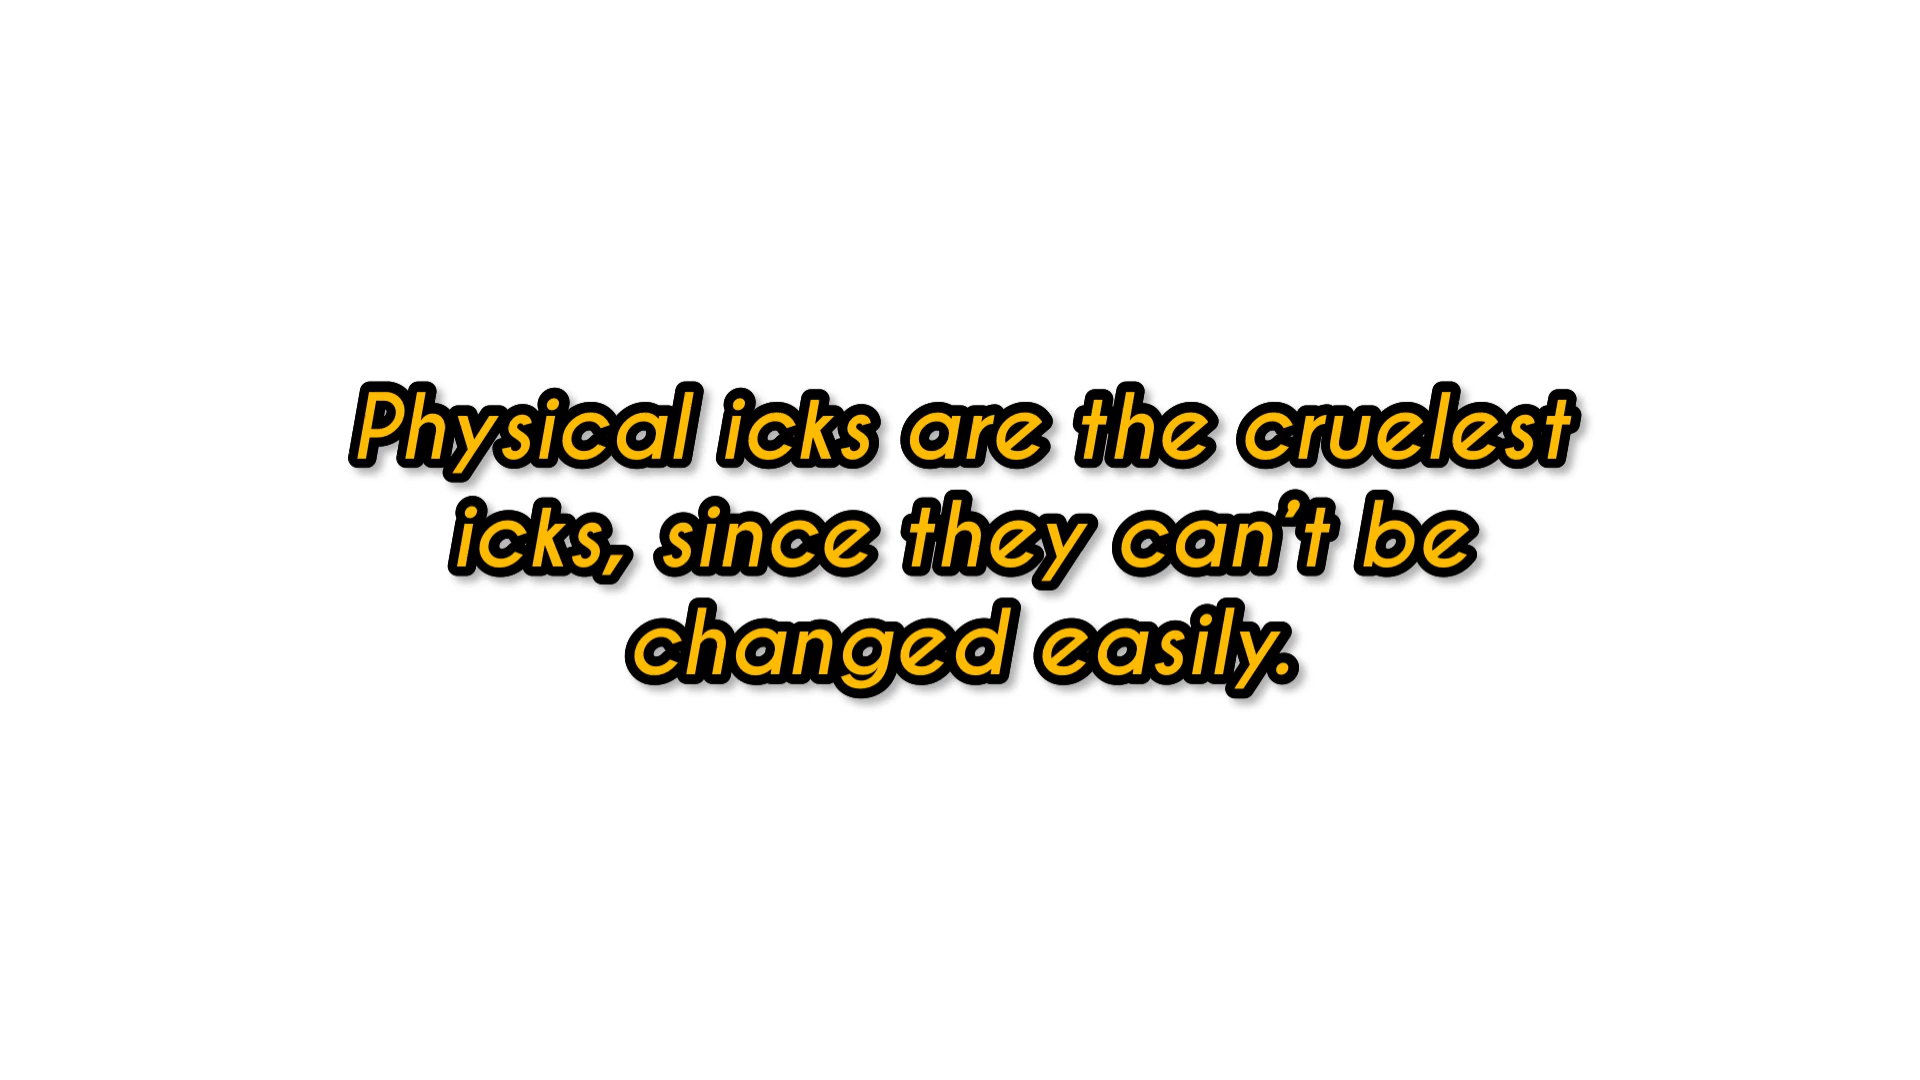 Physical icks are the cruelest
icks, since they can’t be
changed easily.